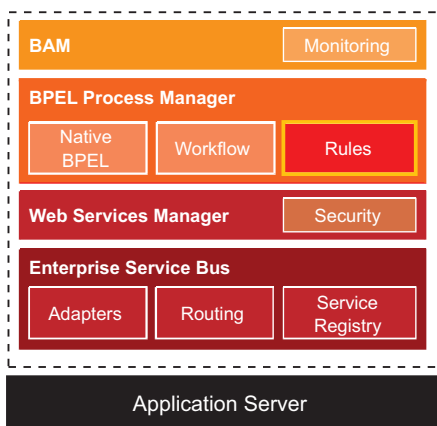 BAM
Monitoring
BPEL Process Manager
Native
BPEL
Workflow
Rules
Web Services Manager
Security
Enterprise Service Bus
Adapters
Routing
Service
Registry
Application Server